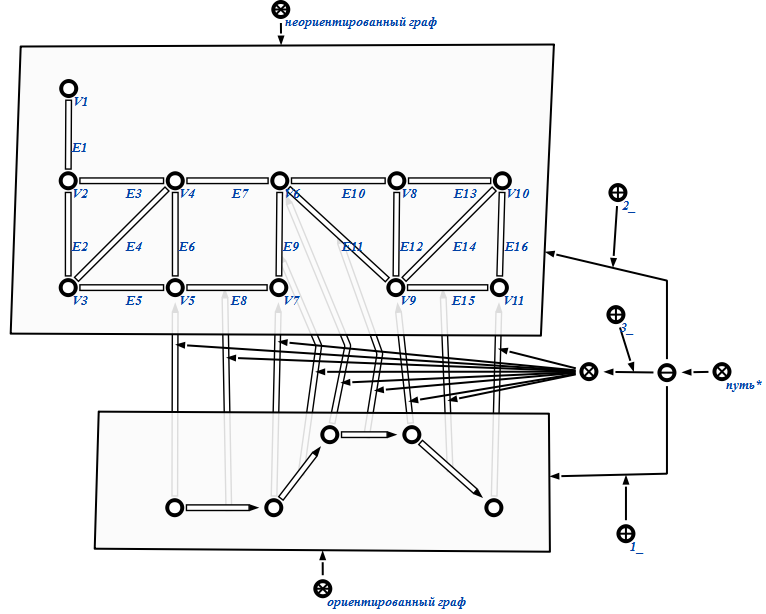 неориентированный граф
V1
E1
V2
E3
V4
E7
V6
E10
V8
E13
V10
2_
E2
E4
E6
E9
E11
E12
E14
E16
V3
E5
V5
E8
V7
V9
E15
V11
3_
путь*
1_
ориентированный граф